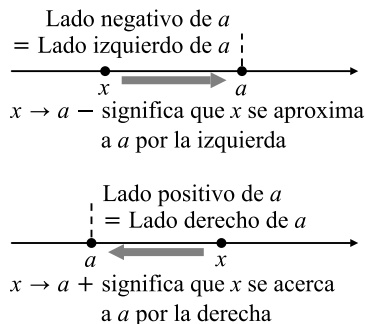 Lado negativo de a
= Lado izquierdo de a
x a
x → a − significa que x se aproxima
a a por la izquierda
Lado positivo de a
= Lado derecho de a
a x
x → a + significa que x se acerca
a a por la derecha